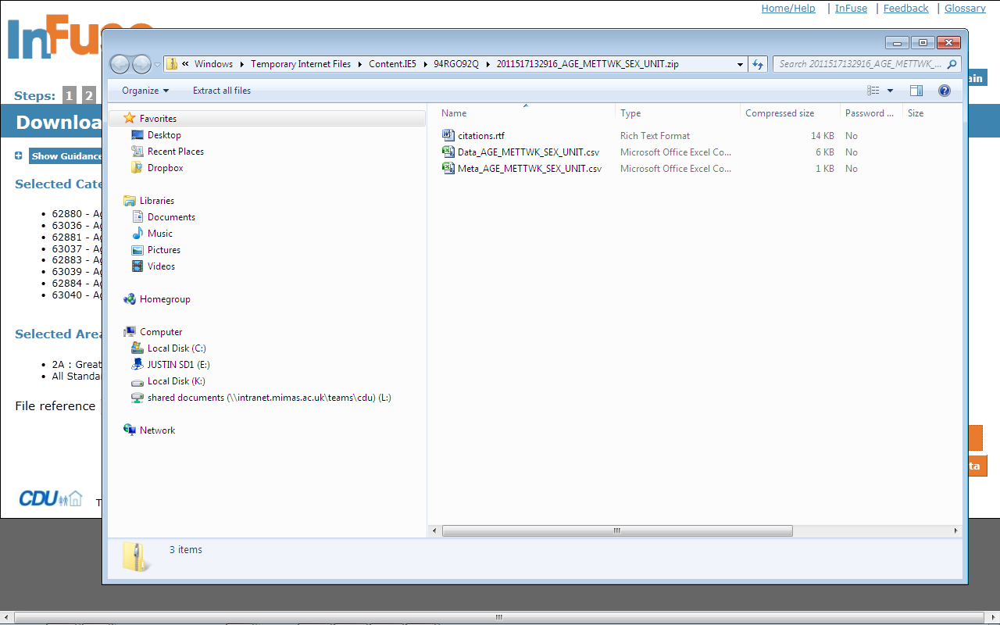 Home/Help | InFuse | Feedback | Glossary
InFuse
« Windows Temporary Internet Files Content.IE5 94RGO92Q 2011517132916_AGE_METTWK_SEX_UNIT.zip
Search 2011517132916_AGE_METTWK_...
ain
Steps: 1 2
Organize Extract all files
Downloa
Name Type Compressed size Password ... Size
Favorites
Desktop
Recent Places
Dropbox
Libraries
Documents
Music
Pictures
Videos
Homegroup
Computer
Local Disk (C:)
JUSTIN SD1 (E:)
Local Disk (K:)
shared documents (\\intranet.mimas.ac.uk\teams\cdu) (L:)
Network
citations.rtf Rich Text Format 14 KB No
Data_AGE_METTWK_SEX_UNIT.csv Microsoft Office Excel Co... 6 KB No
Meta_AGE_METTWK_SEX_UNIT.csv Microsoft Office Excel Co... 1 KB No
Show Guidance
Selected Cate
62880 - Ag
63036 - Ag
62881 - Ag
63037 - Ag
62883 - Ag
63039 - Ag
62884 - Ag
63040 - Ag
Selected Area
2A : Great
All Standa
File reference
ta
CDU
T
3 items